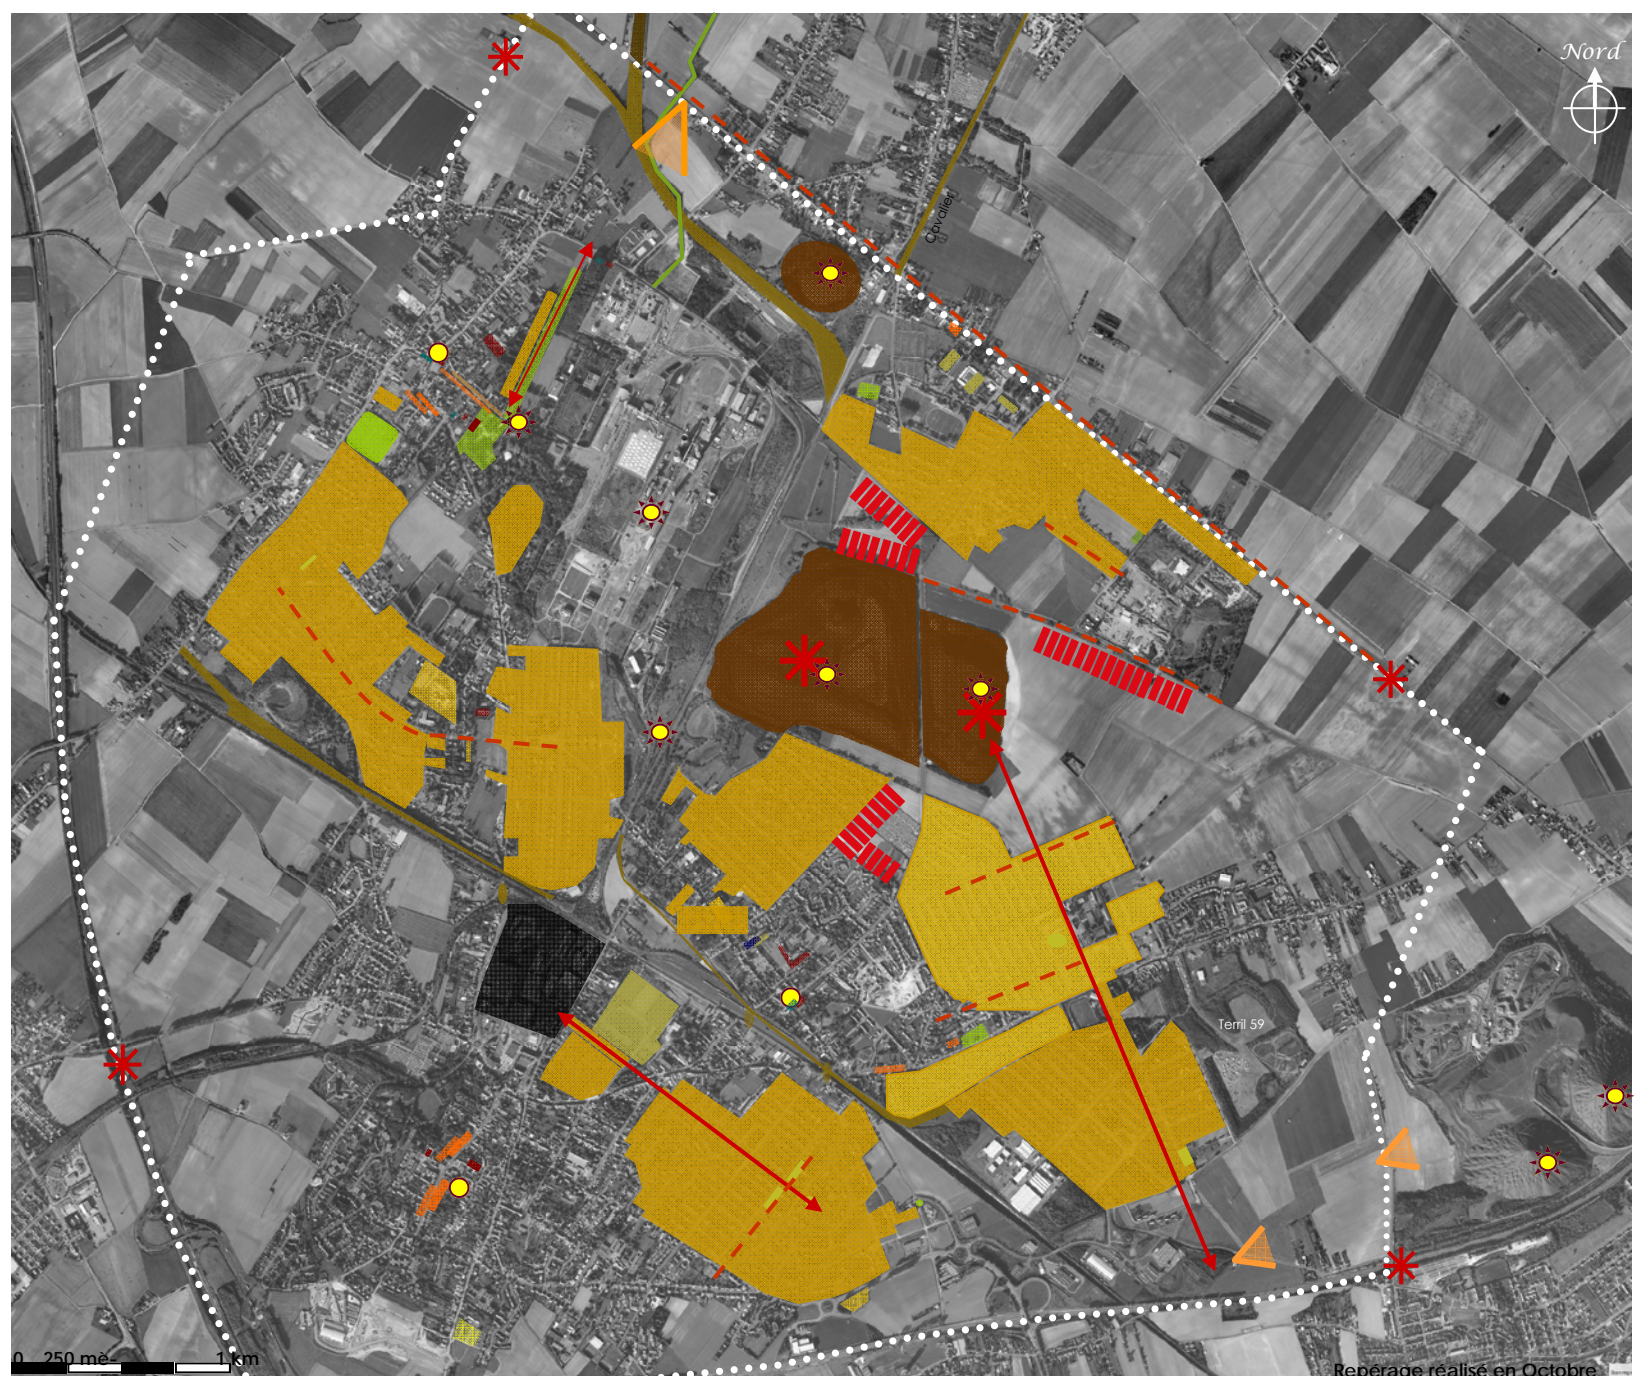 Nord
Cavalier
Terril 59
0 250 mè- 1 km
Repérage réalisé en Octobre